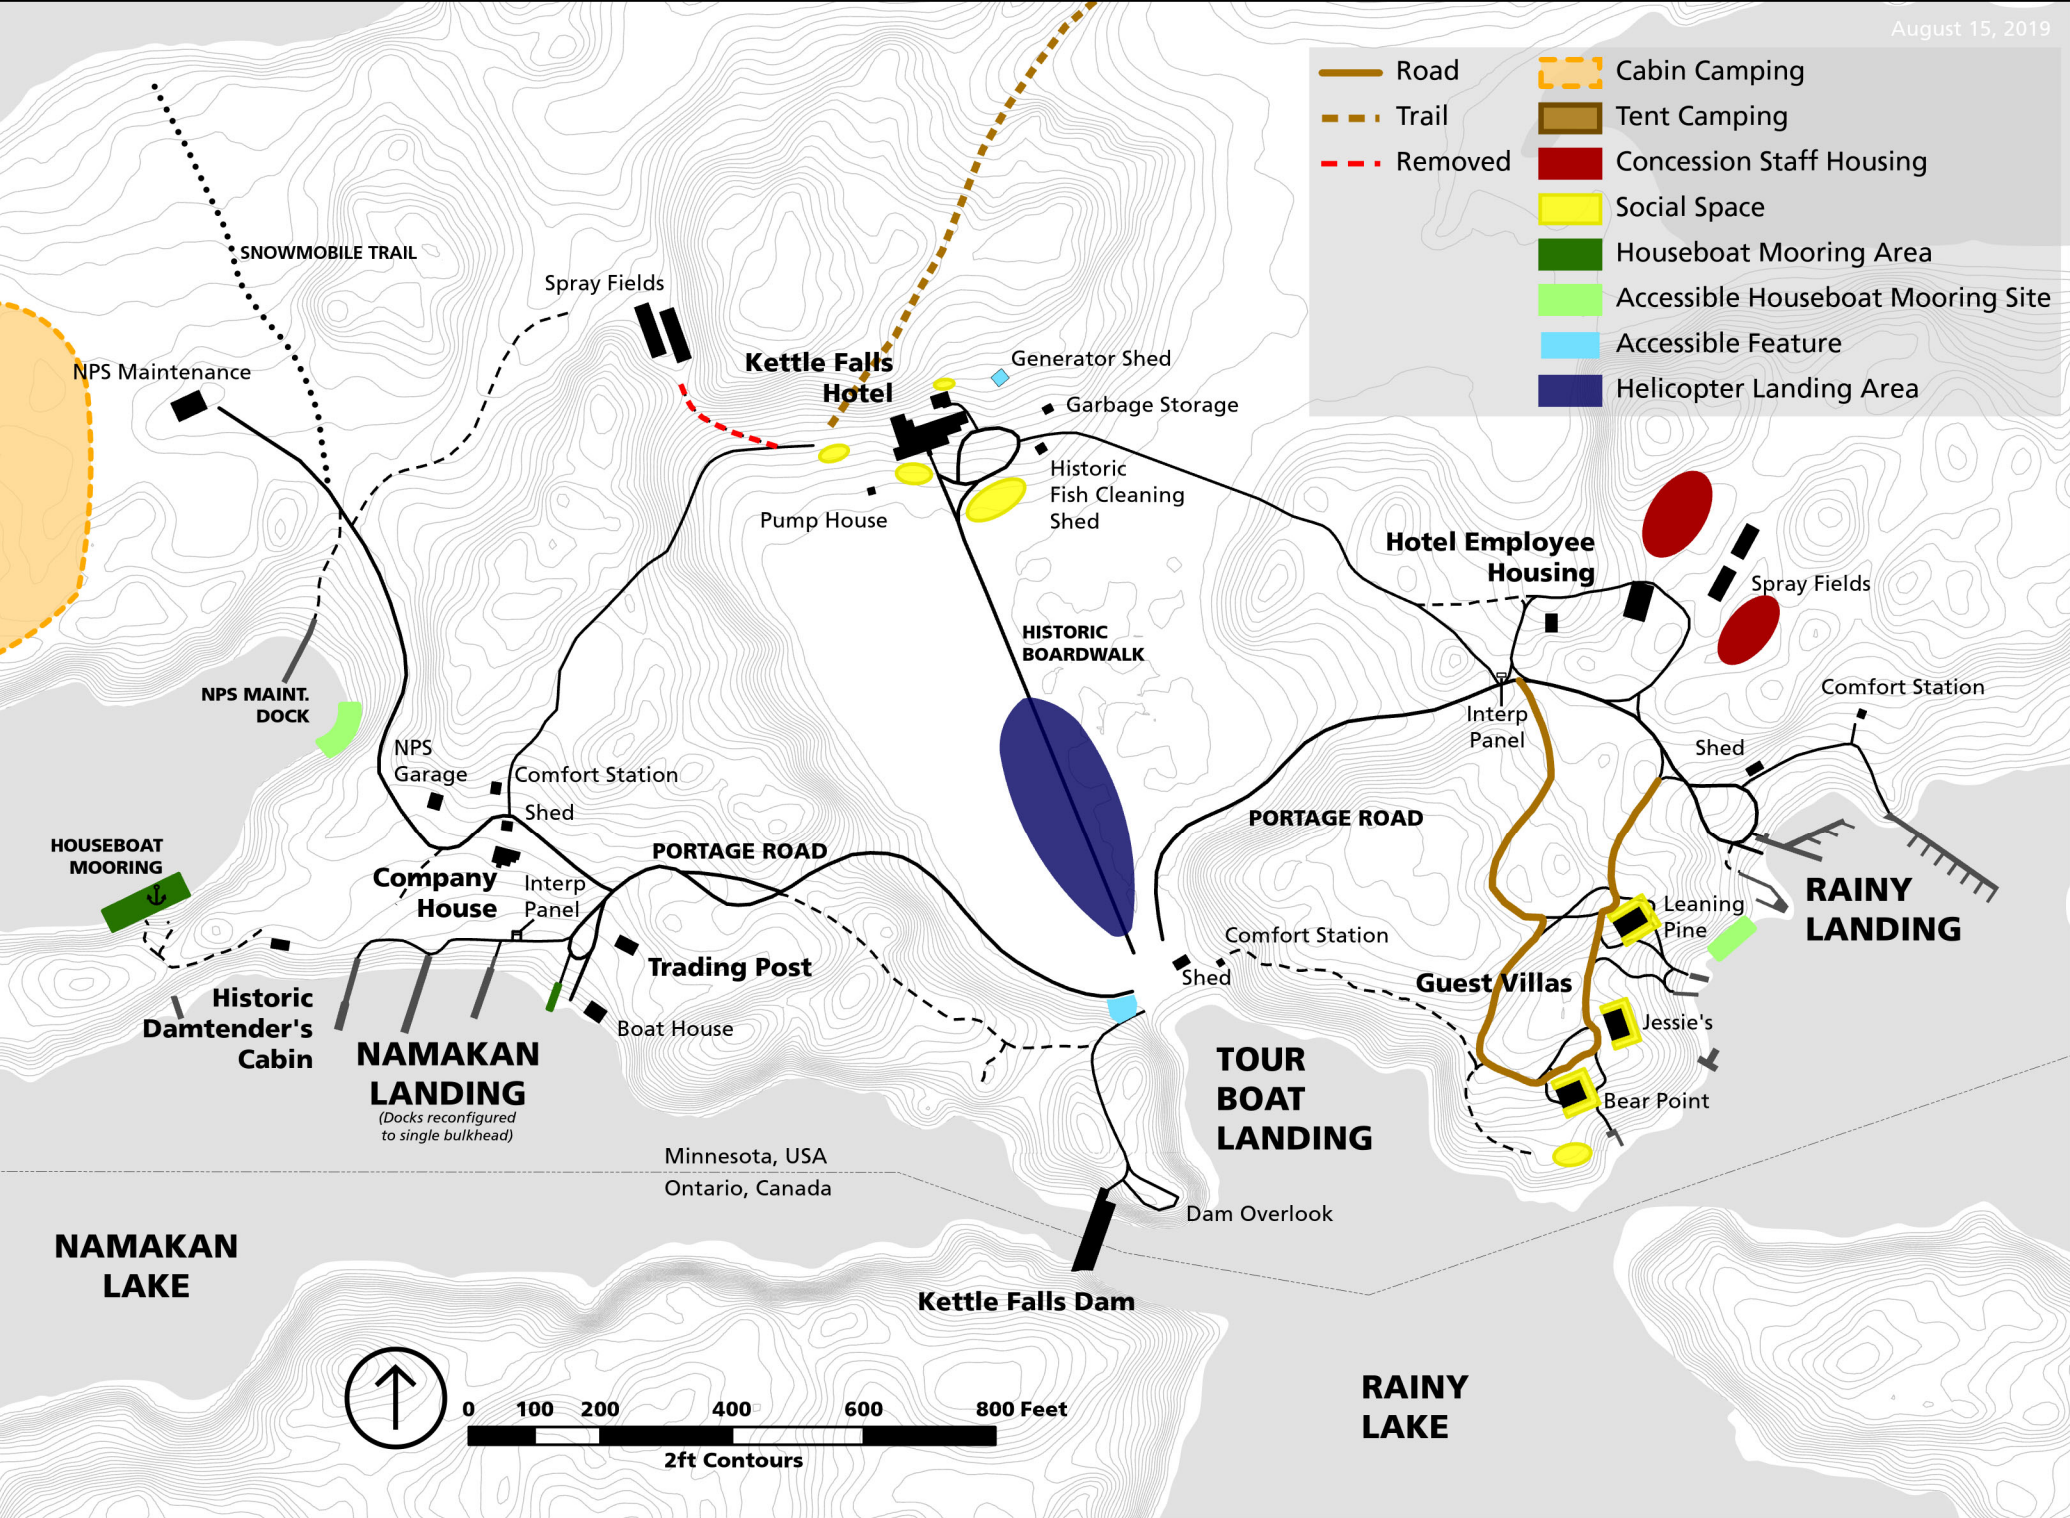 August 15, 2019
Road
Trail
Removed
Cabin Camping
Tent Camping
Concession Staff Housing
Social Space
Houseboat Mooring Area
Accessible Houseboat Mooring Site
Accessible Feature
Helicopter Landing Area
SNOWMOBILE TRAIL
Spray Fields
NPS Maintenance
Kettle Falls
Hotel
Generator Shed
Garbage Storage
Historic
Fish Cleaning
Shed
Pump House
Hotel Employee
Housing
Spray Fields
HISTORIC
BOARDWALK
NPS MAINT.
DOCK
Comfort Station
Interp
Panel
NPS
Garage
Comfort Station
Shed
Shed
PORTAGE ROAD
PORTAGE ROAD
HOUSEBOAT
MOORING
Company
House
Interp
Panel
Leaning
Pine
RAINY
LANDING
Trading Post
Comfort Station
Shed
Guest Villas
Historic
Damtender's
Cabin
Boat House
Jessie's
NAMAKAN
LANDING
(Docks reconfigured
to single bulkhead)
TOUR
BOAT
LANDING
Bear Point
Minnesota, USA
Ontario, Canada
Dam Overlook
NAMAKAN
LAKE
Kettle Falls Dam
RAINY
LAKE
0 100 200 400 600 800 Feet
2ft Contours